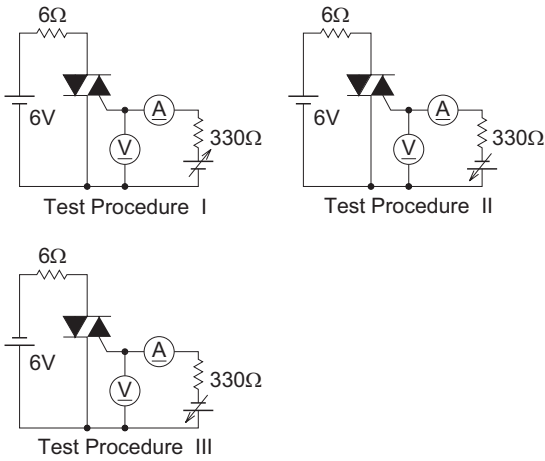 6Ω
6V
A
V
330Ω
Test Procedure I
6Ω
6V
A
V
330Ω
Test Procedure II
6Ω
6V
A
V
330Ω
Test Procedure III